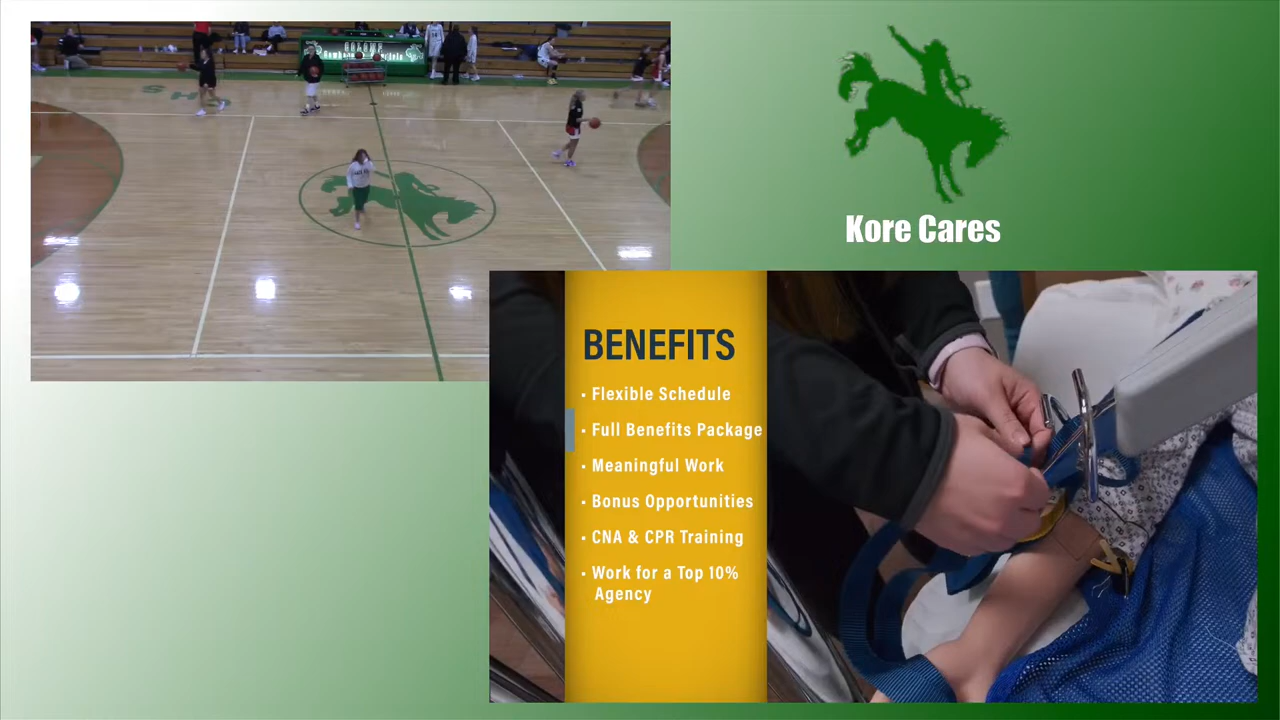 SHS
Kore Cares
BENEFITS
· Flexible Schedule
· Full Benefits Package
· Meaningful Work
· Bonus Opportunities
· CNA & CPR Training
· Work for a Top 10%
Agency